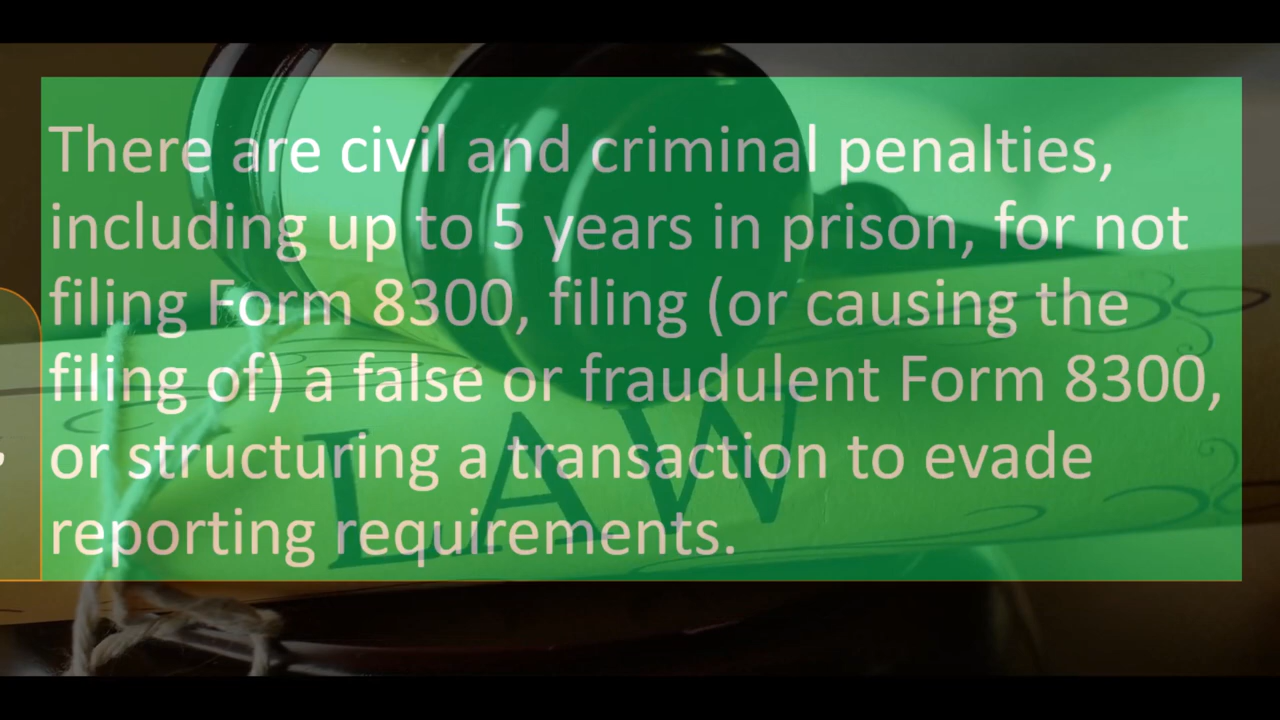 There are civil and criminal penalties,
including up to 5 years in prison, for not
filing Form 8300, filing (or causing the
filing of) a false or fraudulent Form 8300,
or structuring a transaction to evade
reporting requirements.
LAW